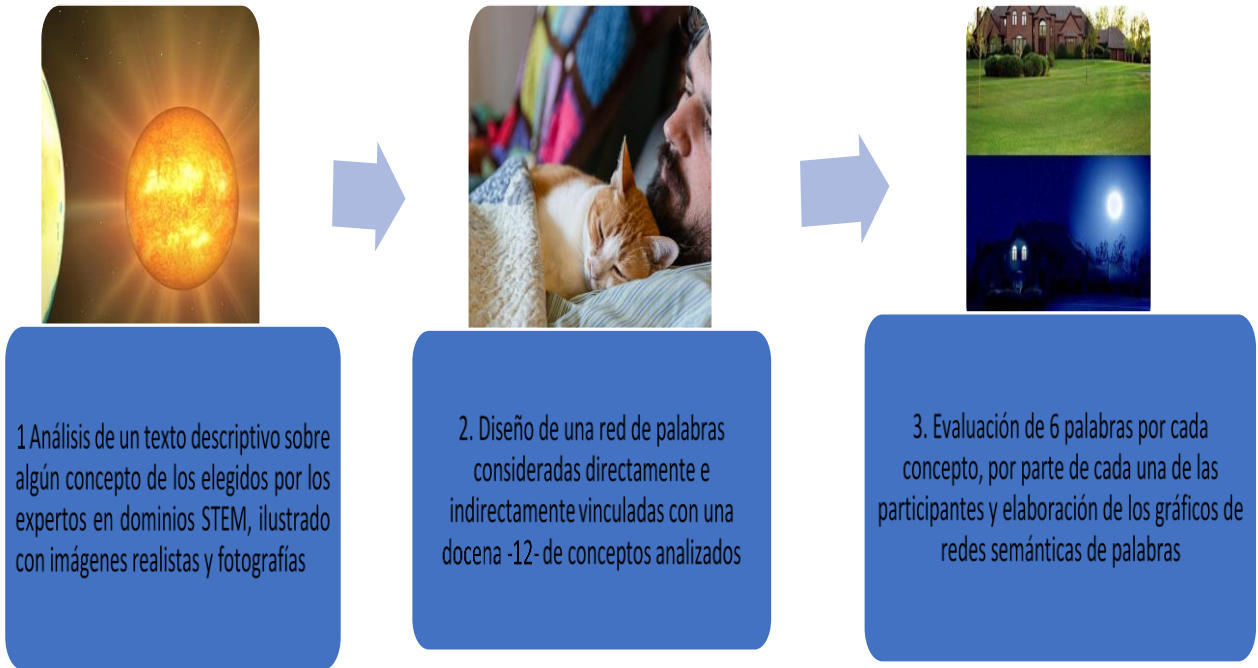 1 Análisis de un texto descriptivo sobre
algún concepto de los elegidos por los
expertos en dominios STEM, ilustrado
con imágenes realistas y fotografías
2. Diseño de una red de palabras
consideradas directamente e
indirectamente vinculadas con una
docena -12- de conceptos analizados
3. Evaluación de 6 palabras por cada
concepto, por parte de cada una de las
participantes y elaboración de los gráficos de
redes semánticas de palabras